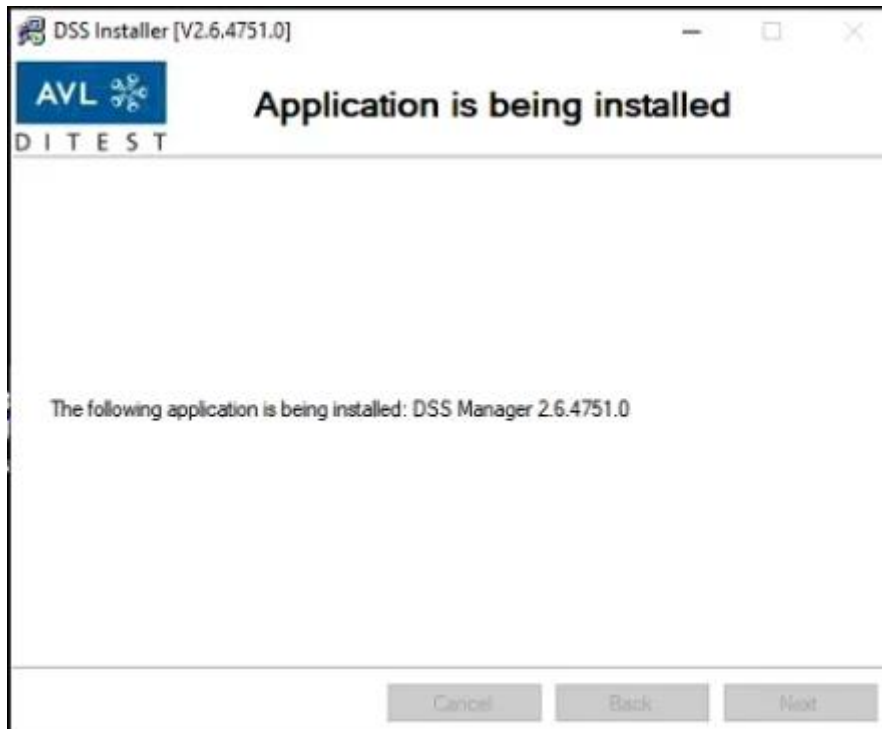 DSS Installer [V2.6.4751.0]
AVL
DITEST
Application is being installed
The following application is being installed: DSS Manager 2.6.4751.0
Cancel
Back
Next